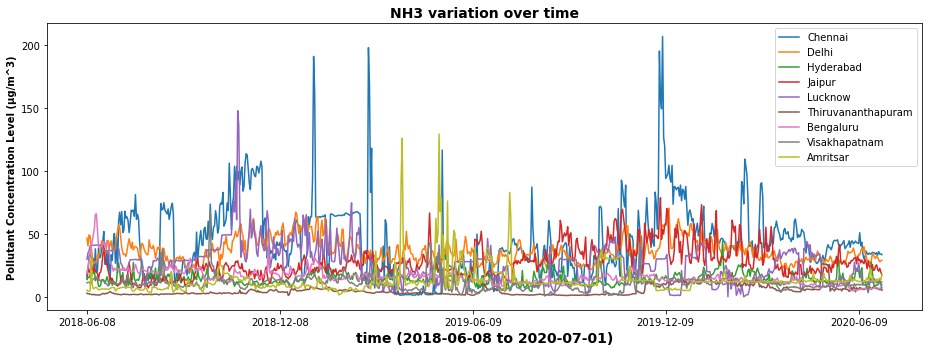 NH3 variation over time
Pollutant Concentration Level (µg/m^3)
200
150
100
50
0
Chennai
Delhi
Hyderabad
Jaipur
Lucknow
Thiruvananthapuram
Bengaluru
Visakhapatnam
Amritsar
2018-06-08
2018-12-08
2019-06-09
2019-12-09
2020-06-09
time (2018-06-08 to 2020-07-01)